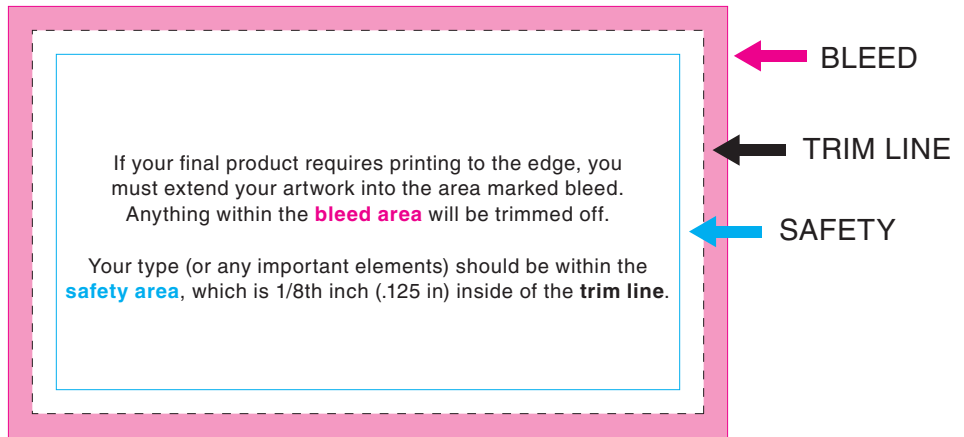 BLEED
TRIM LINE
SAFETY
If your final product requires printing to the edge, you
must extend your artwork into the area marked bleed.
Anything within the bleed area will be trimmed off.
Your type (or any important elements) should be within the
safety area, which is 1/8th inch (.125 in) inside of the trim line.